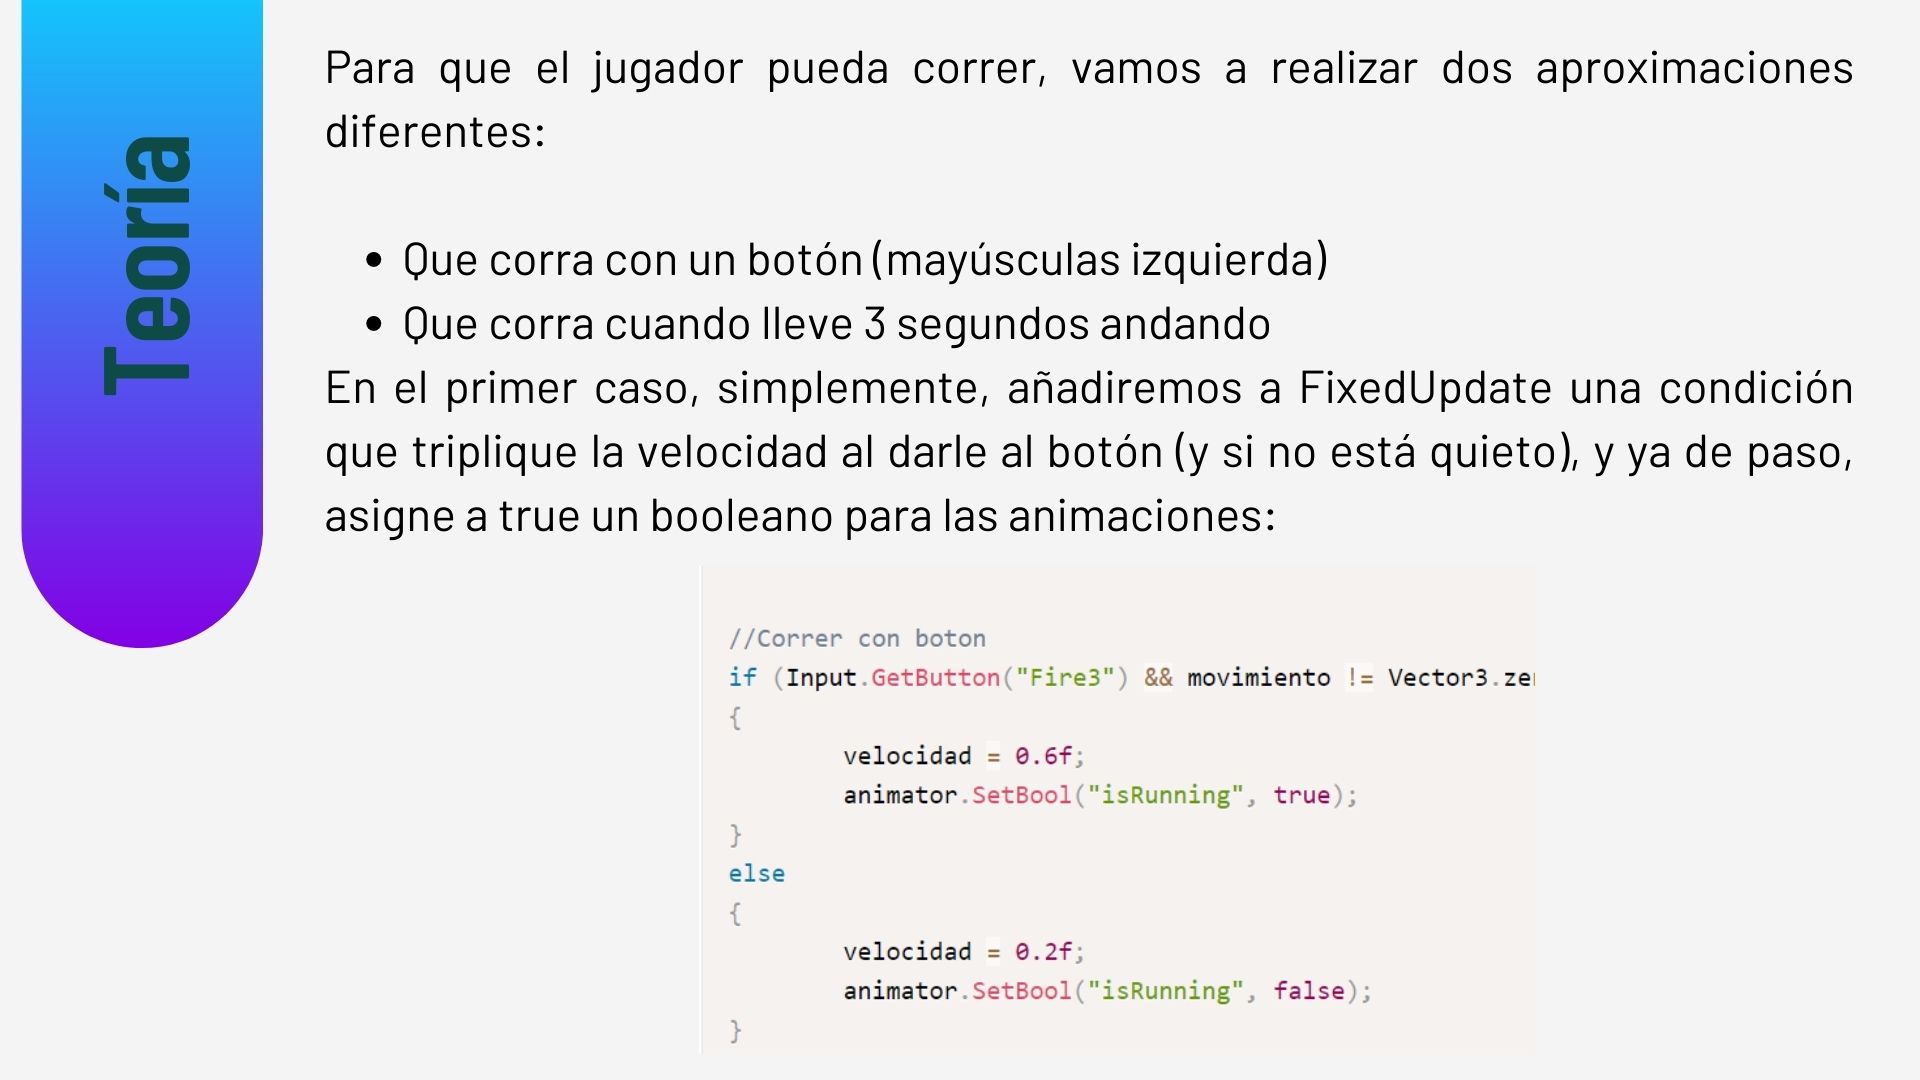 Teoría
Para que el jugador pueda correr, vamos a realizar dos aproximaciones
diferentes:
• Que corra con un botón (mayúsculas izquierda)
• Que corra cuando lleve 3 segundos andando
En el primer caso, simplemente, añadiremos a FixedUpdate una condición
que triplique la velocidad al darle al botón (y si no está quieto), y ya de paso,
asigne a true un booleano para las animaciones:
//Correr con boton
if (Input.GetButton("Fire3") && movimiento != Vector3.zer
{
velocidad = 0.6f;
animator.SetBool("isRunning", true);
}
else
{
velocidad = 0.2f;
animator.SetBool("isRunning", false);
}